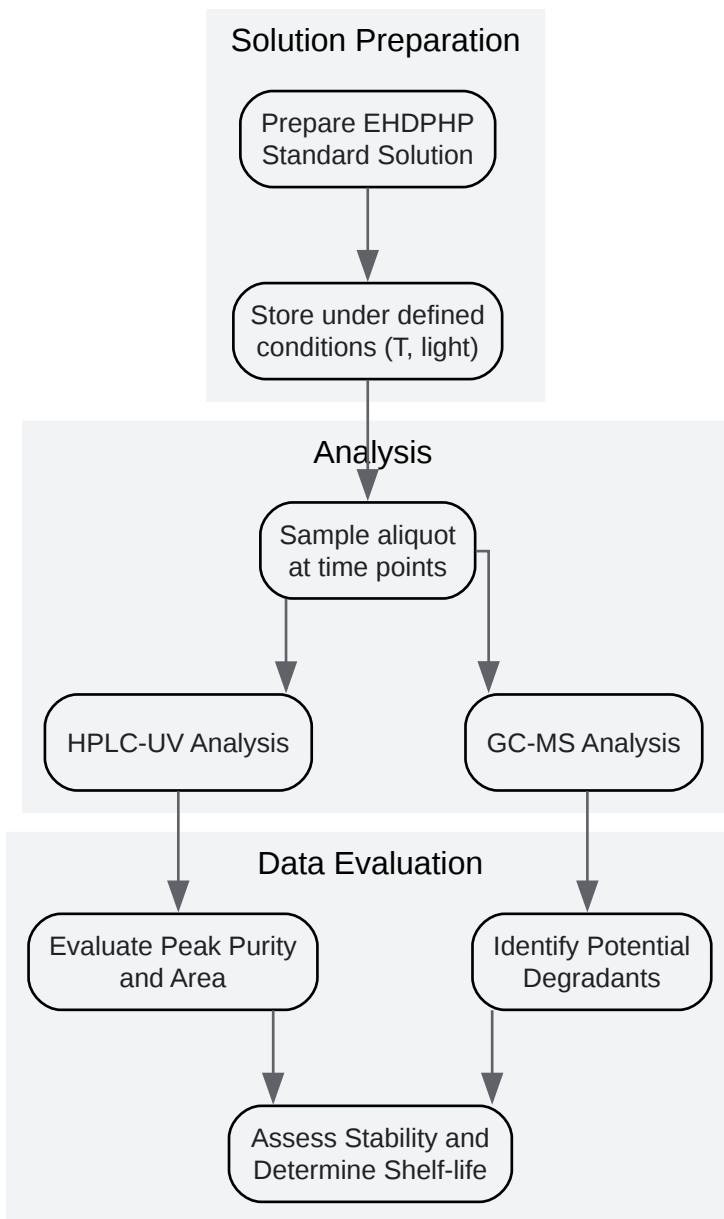 Solution Preparation
Prepare EHDPHP
Standard Solution
Store under defined
conditions (T, light)
Analysis
Sample aliquot
at time points
HPLC-UV Analysis
GC-MS Analysis
Data Evaluation
Evaluate Peak Purity
and Area
Identify Potential
Degradants
Assess Stability and
Determine Shelf-life